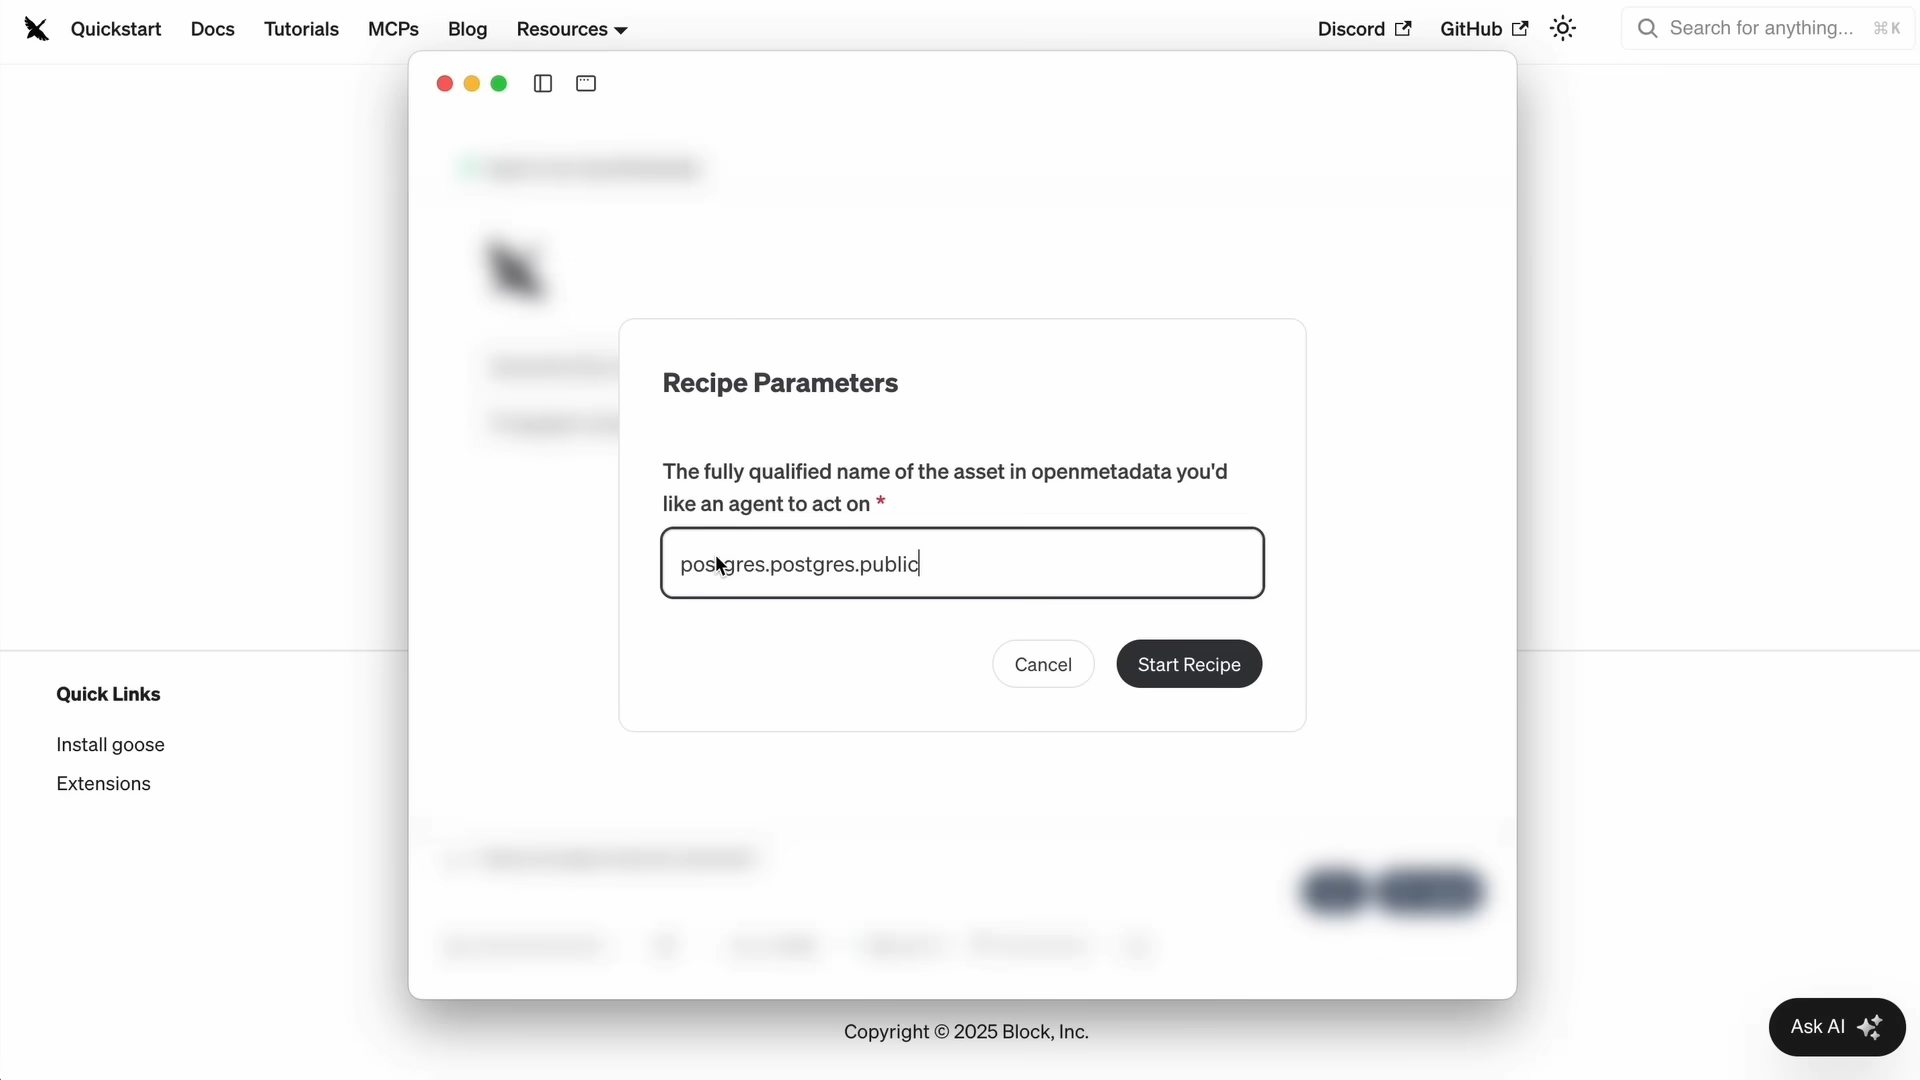 Quickstart Docs Tutorials MCPs Blog Resources Discord GitHub Search for anything... ⌘K
Recipe Parameters
The fully qualified name of the asset in openmetadata you'd
like an agent to act on *
postgres.postgres.public
Cancel Start Recipe
Quick Links
Install goose
Extensions
Copyright © 2025 Block, Inc.
Ask AI